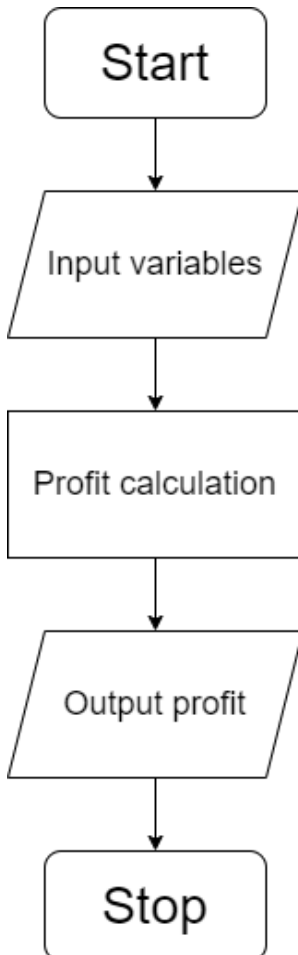 Start
Input variables
Profit calculation
Output profit
Stop